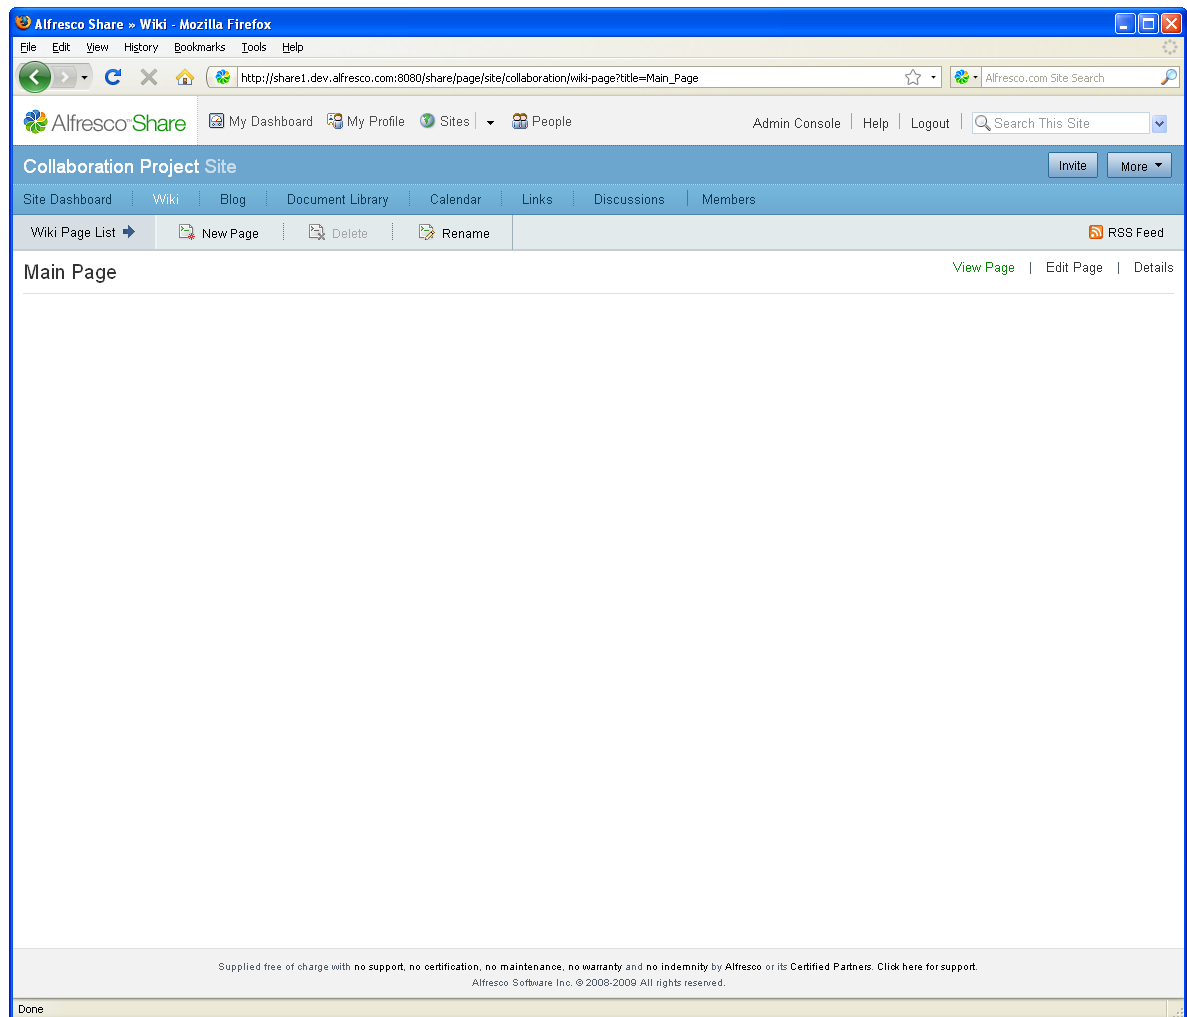 Alfresco Share » Wiki - Mozilla Firefox
File Edit View History Bookmarks Tools Help
http://share1.dev.alfresco.com:8080/share/page/site/collaboration/wiki-page?title=Main_Page Alfresco.com Site Search
Alfresco™Share My Dashboard My Profile Sites People Admin Console Help Logout Search This Site
Collaboration Project Site Invite More
Site Dashboard Wiki Blog Document Library Calendar Links Discussions Members
Wiki Page List New Page Delete Rename RSS Feed
Main Page View Page | Edit Page | Details
Supplied free of charge with no support, no certification, no maintenance, no warranty and no indemnity by Alfresco or its Certified Partners. Click here for support.
Alfresco Software Inc. © 2008-2009 All rights reserved.
Done